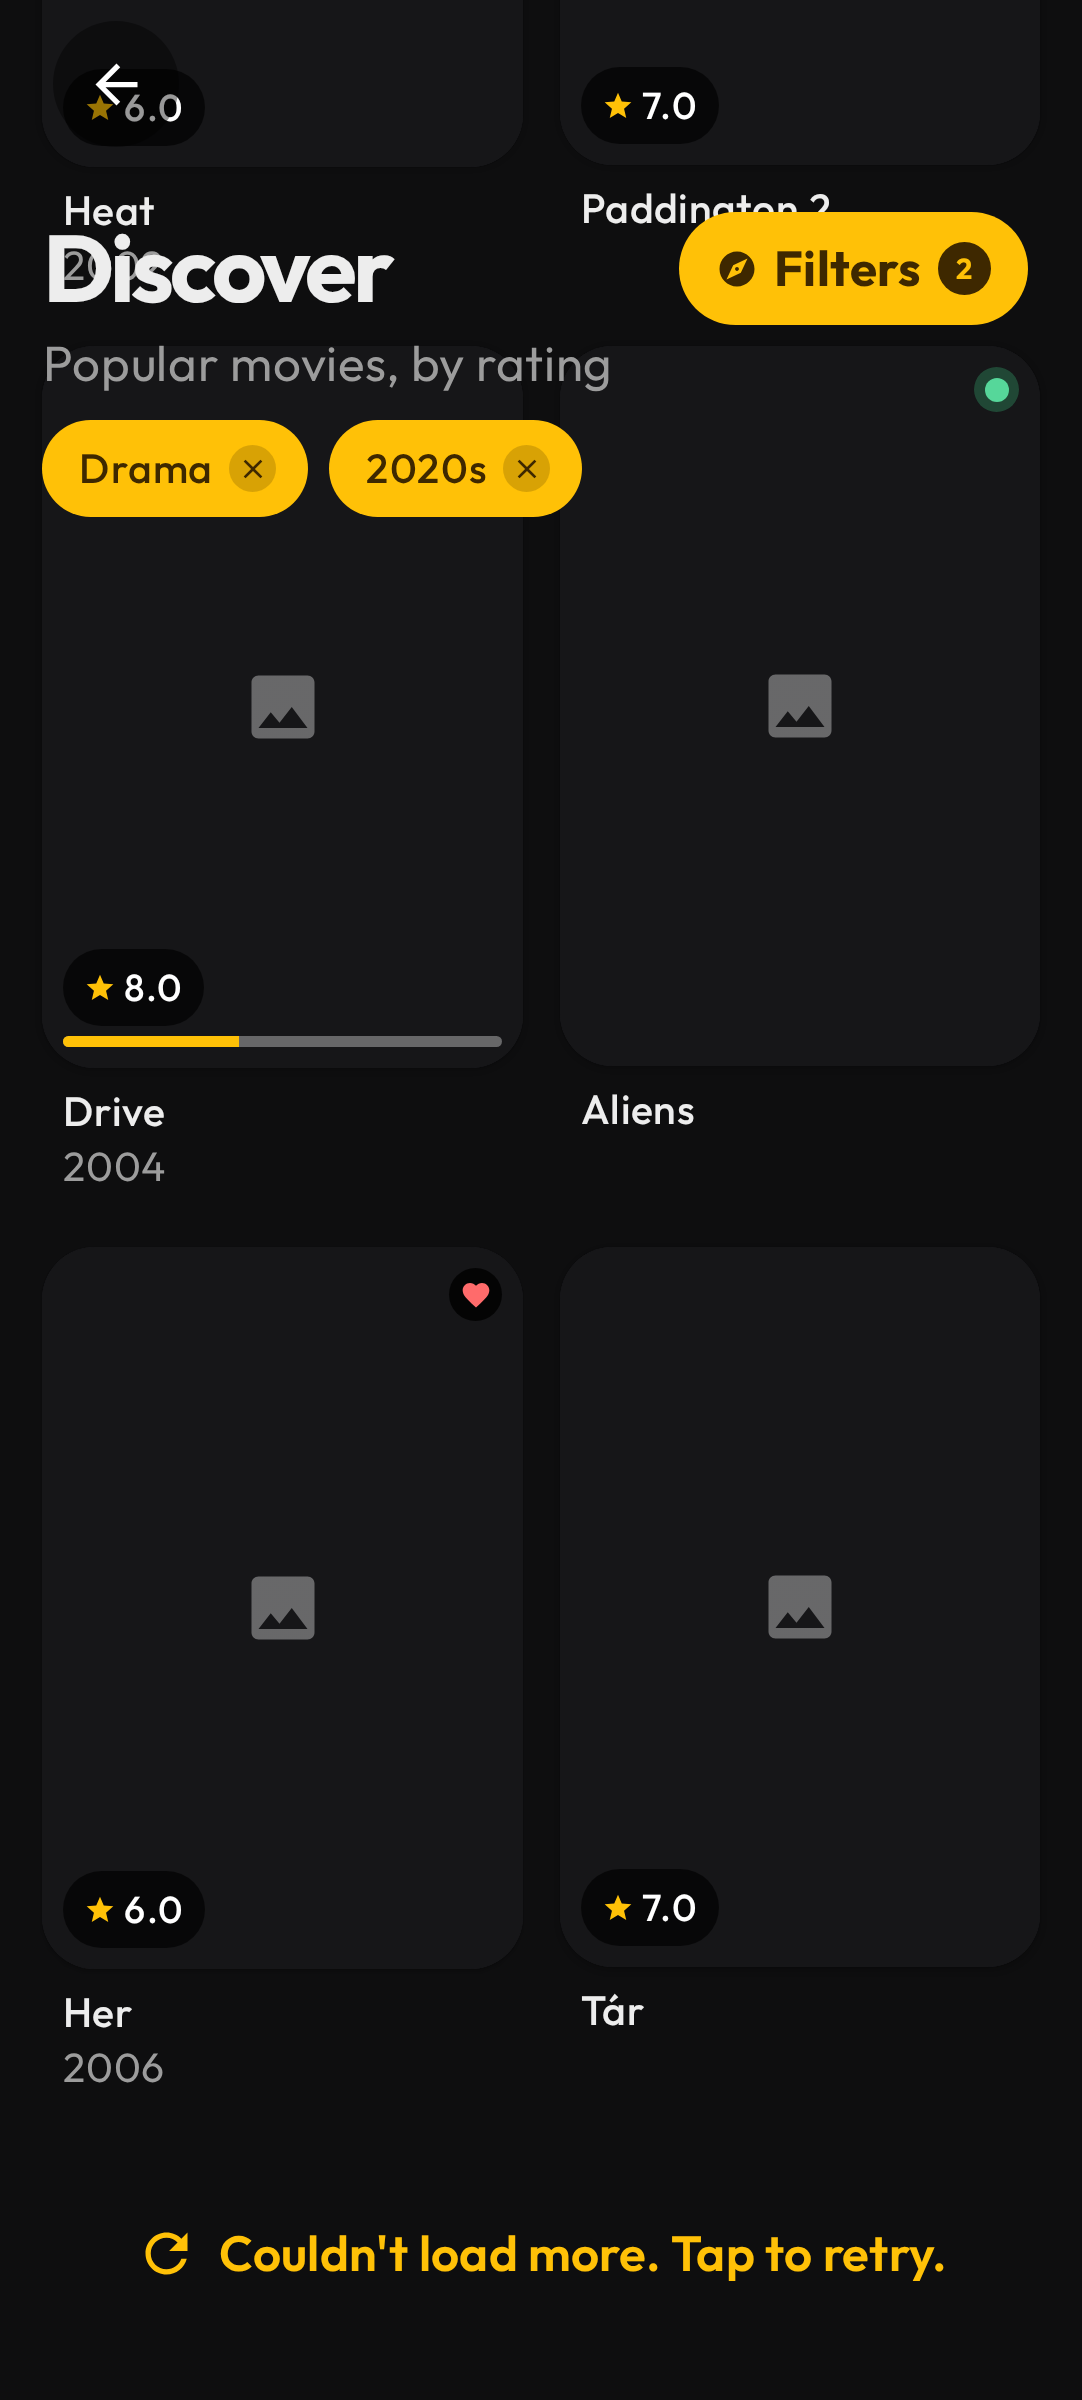 6.0
7.0
Heat
Paddington 2
Discover
Filters 2
Popular movies, by rating
Drama
2020s
8.0
Drive
Aliens
2004
6.0
7.0
Her
Tár
2006
Couldn't load more. Tap to retry.